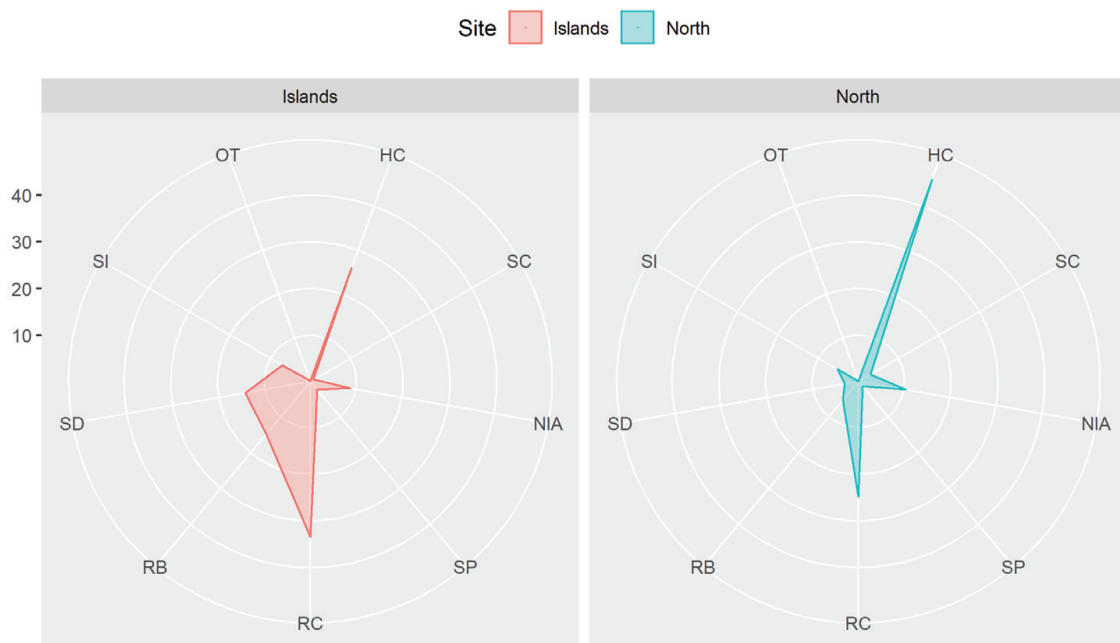 Site Islands North
Islands
North
OT
HC
SC
NIA
SP
RC
RB
SD
SI
40
30
20
10
OT
HC
SC
NIA
SP
RC
RB
SD
SI